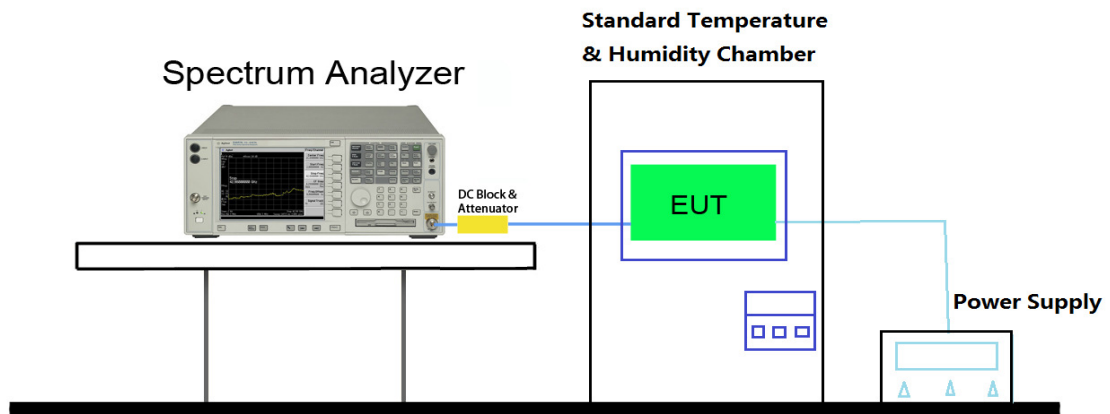 Standard Temperature
& Humidity Chamber
Spectrum Analyzer
DC Block &
Attenuator
EUT
Power Supply